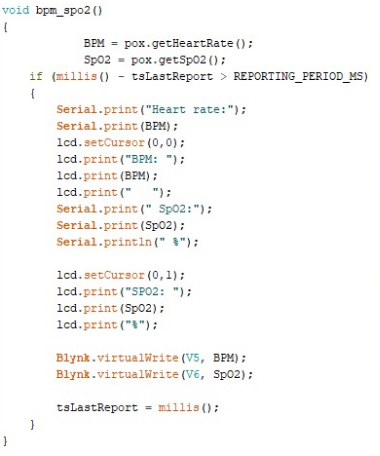 void bpm_spo2()
{
BPM = pox.getHeartRate();
SpO2 = pox.getSpO2();
if (millis() - tsLastReport > REPORTING_PERIOD_MS)
{
Serial.print("Heart rate:");
Serial.print(BPM);
lcd.setCursor(0,0);
lcd.print("BPM: ");
lcd.print(BPM);
lcd.print("   ");
Serial.print(" SpO2:");
Serial.print(SpO2);
Serial.println(" %");
lcd.setCursor(0,1);
lcd.print("SPO2: ");
lcd.print(SpO2);
lcd.print("%");
Blynk.virtualWrite(V5, BPM);
Blynk.virtualWrite(V6, SpO2);
tsLastReport = millis();
}
}